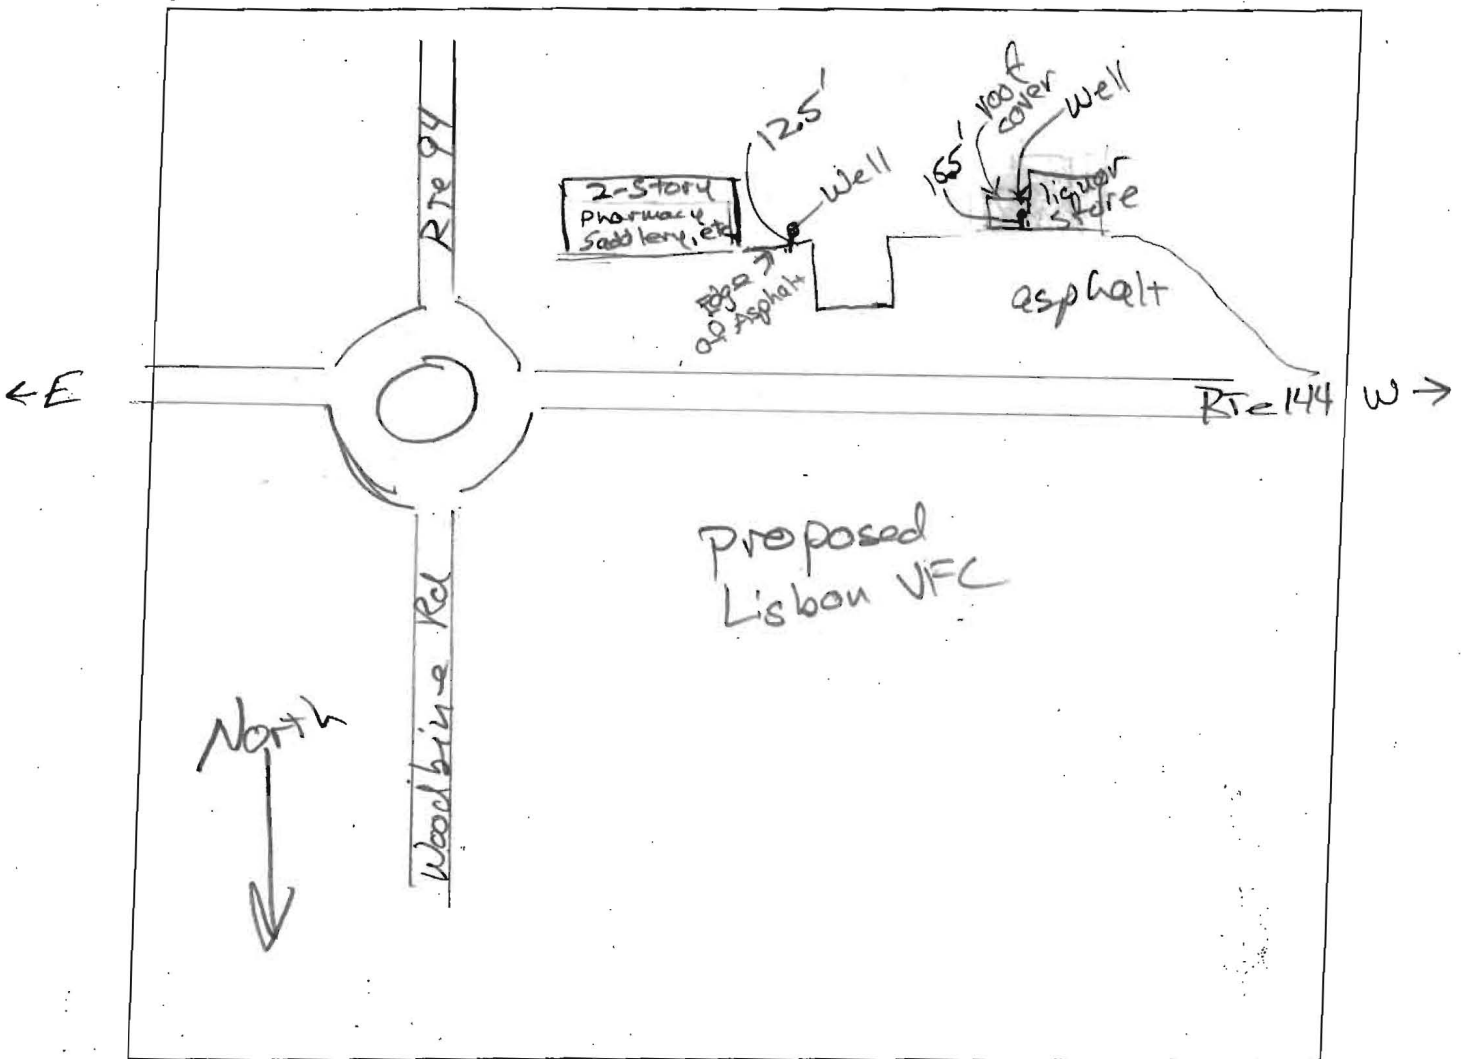 Rte 94
2-Story
Pharmacy
Saddlery, etc
12.5'
Well
Edge
of Asphalt
roof
cover
Well
liquor
store
asphalt
← E
RTe 144
W →
Proposed
Lisbon VFC
North
Woodbine Rd